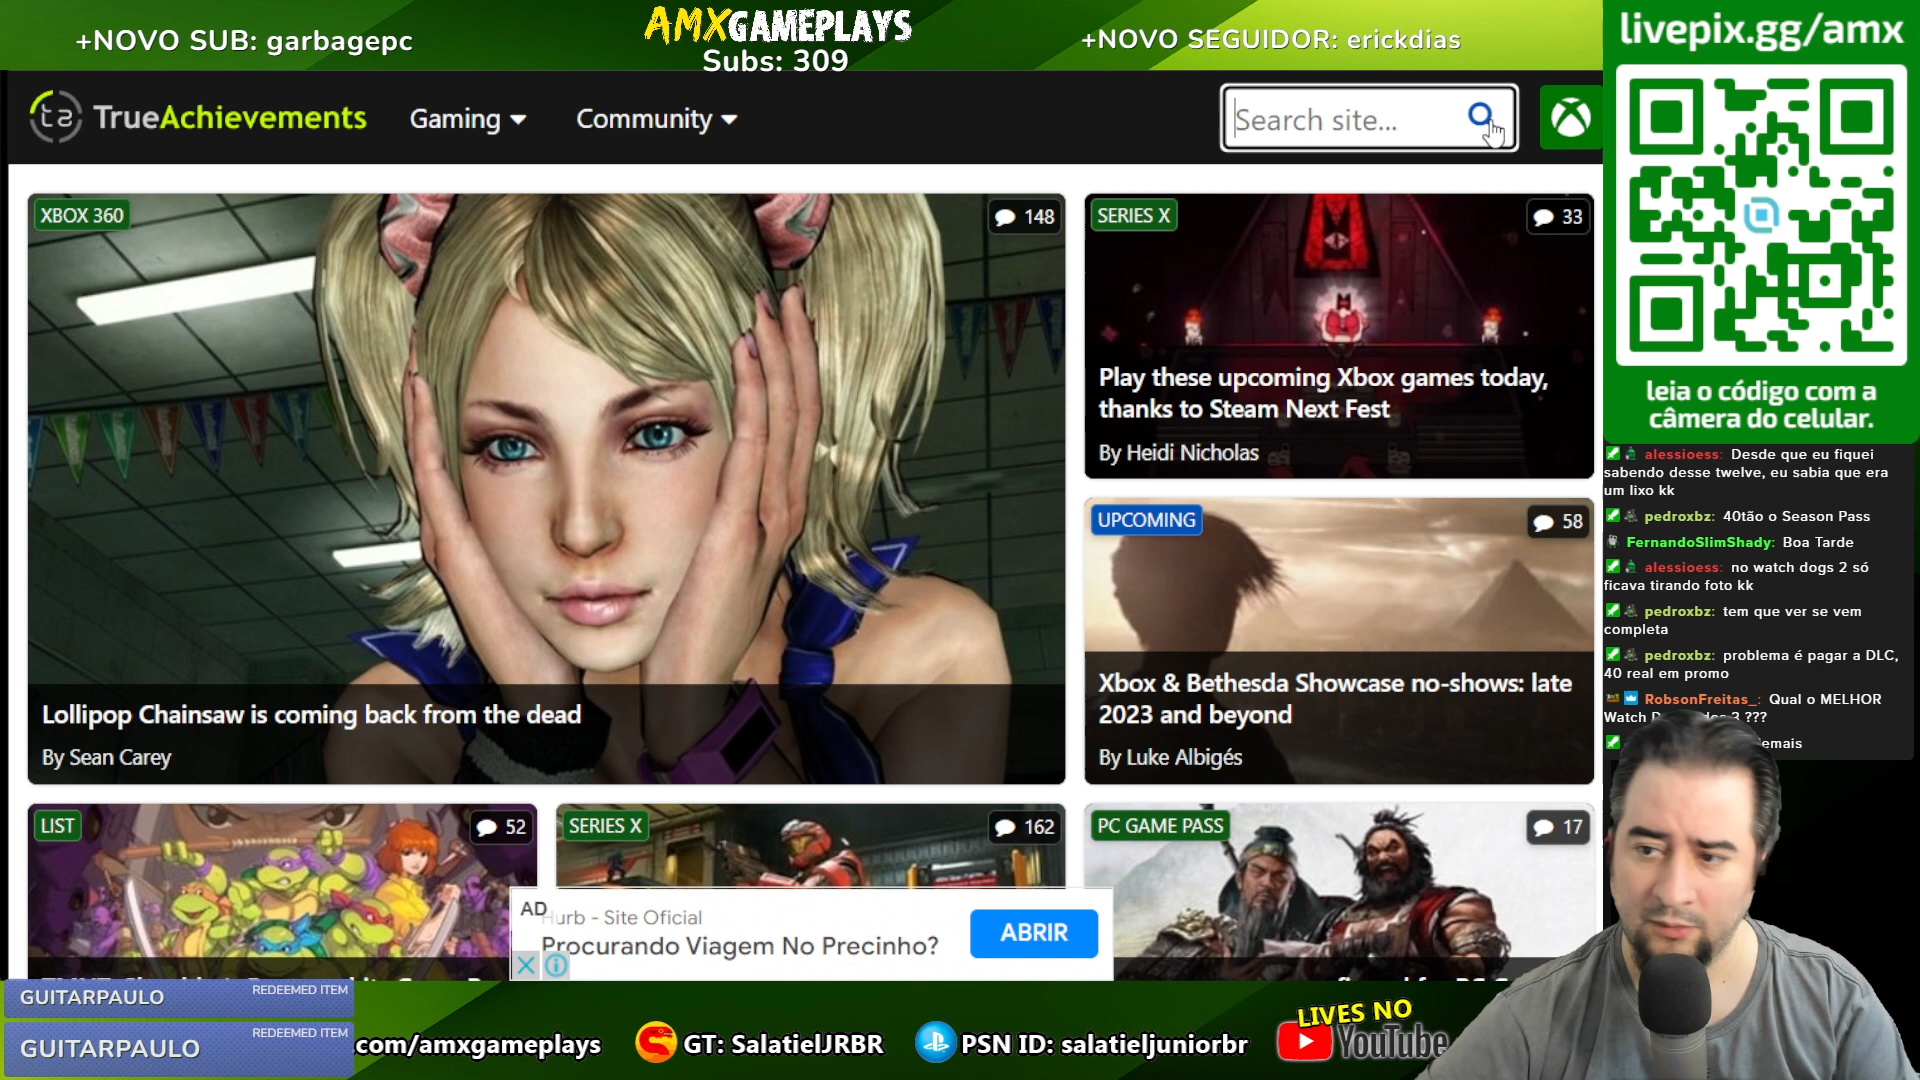 +NOVO SUB: garbagepc
AMXGAMEPLAYS
Subs: 309
+NOVO SEGUIDOR: erickdias
livepix.gg/amx
ta TrueAchievements
Gaming
Community
Search site...
XBOX 360
148
Lollipop Chainsaw is coming back from the dead
By Sean Carey
SERIES X
33
Play these upcoming Xbox games today,
thanks to Steam Next Fest
By Heidi Nicholas
UPCOMING
58
Xbox & Bethesda Showcase no-shows: late
2023 and beyond
By Luke Albigés
LIST
52
SERIES X
162
PC GAME PASS
17
AD
Hurb - Site Oficial
Procurando Viagem No Precinho?
ABRIR
leia o código com a
câmera do celular.
alessioess: Desde que eu fiquei
sabendo desse twelve, eu sabia que era
um lixo kk
pedroxbz: 40tão o Season Pass
FernandoSlimShady: Boa Tarde
alessioess: no watch dogs 2 só
ficava tirando foto kk
pedroxbz: tem que ver se vem
completa
pedroxbz: problema é pagar a DLC,
40 real em promo
RobsonFreitas_: Qual o MELHOR
Watch 3 ???
GUITARPAULO
REDEEMED ITEM
GUITARPAULO
REDEEMED ITEM
.com/amxgameplays
GT: SalatielJRBR
PSN ID: salatieljuniorbr
LIVES NO
YouTube